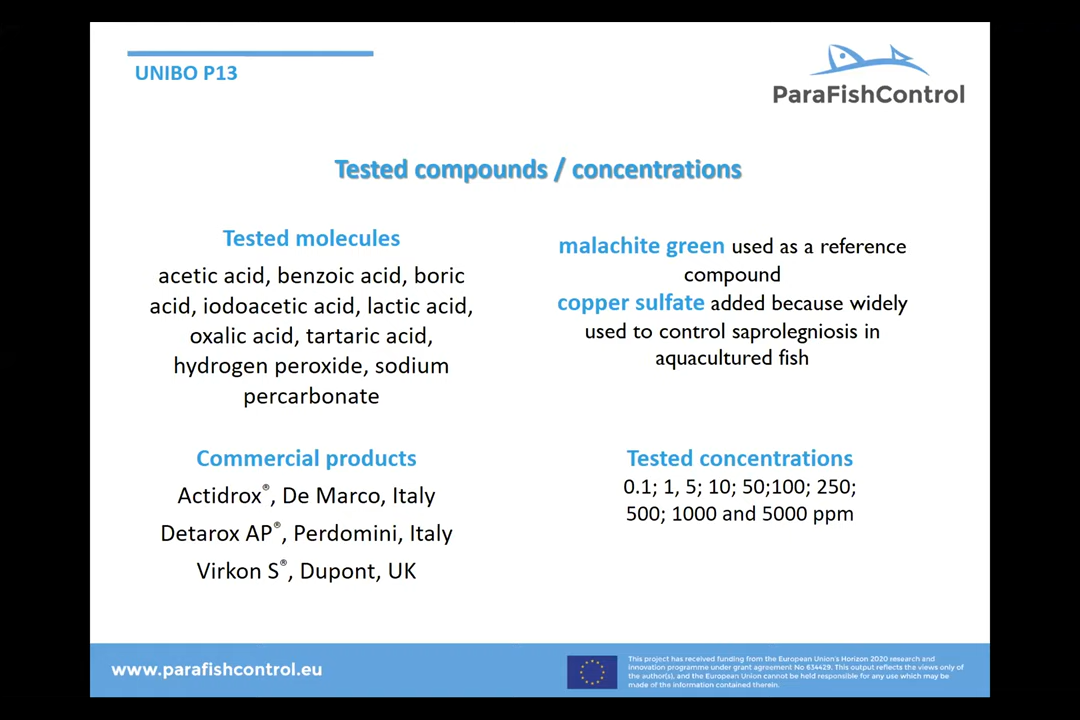 UNIBO P13
ParaFishControl
Tested compounds / concentrations
Tested molecules
acetic acid, benzoic acid, boric
acid, iodoacetic acid, lactic acid,
oxalic acid, tartaric acid,
hydrogen peroxide, sodium
percarbonate
malachite green used as a reference
compound
copper sulfate added because widely
used to control saprolegniosis in
aquacultured fish
Commercial products
Actidrox®, De Marco, Italy
Detarox AP®, Perdomini, Italy
Virkon S®, Dupont, UK
Tested concentrations
0.1; 1, 5; 10; 50;100; 250;
500; 1000 and 5000 ppm
www.parafishcontrol.eu
This project has received funding from the European Union's Horizon 2020 research and
innovation programme under grant agreement No 634429. This output reflects the views only of
the author(s), and the European Union cannot be held responsible for any use which may be
made of the information contained therein.